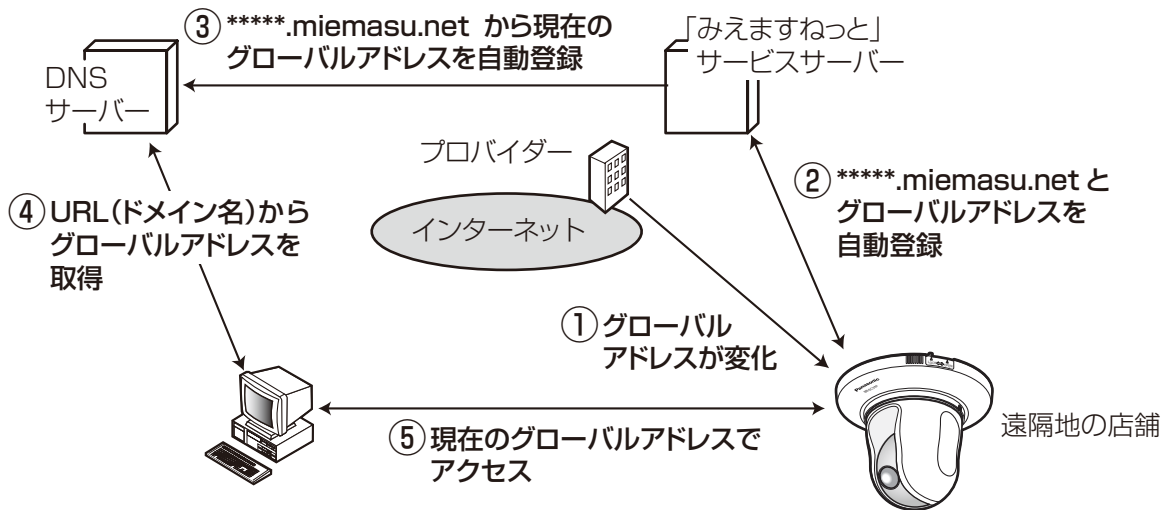 ③ *****.miemasu.net から現在の
グローバルアドレスを自動登録
「みえますねっと」
サービスサーバー
DNS
サーバー
プロバイダー
インターネット
② *****.miemasu.net と
グローバルアドレスを
自動登録
④ URL(ドメイン名)から
グローバルアドレスを
取得
① グローバル
アドレスが変化
Panasonic
遠隔地の店舗
⑤ 現在のグローバルアドレスで
アクセス